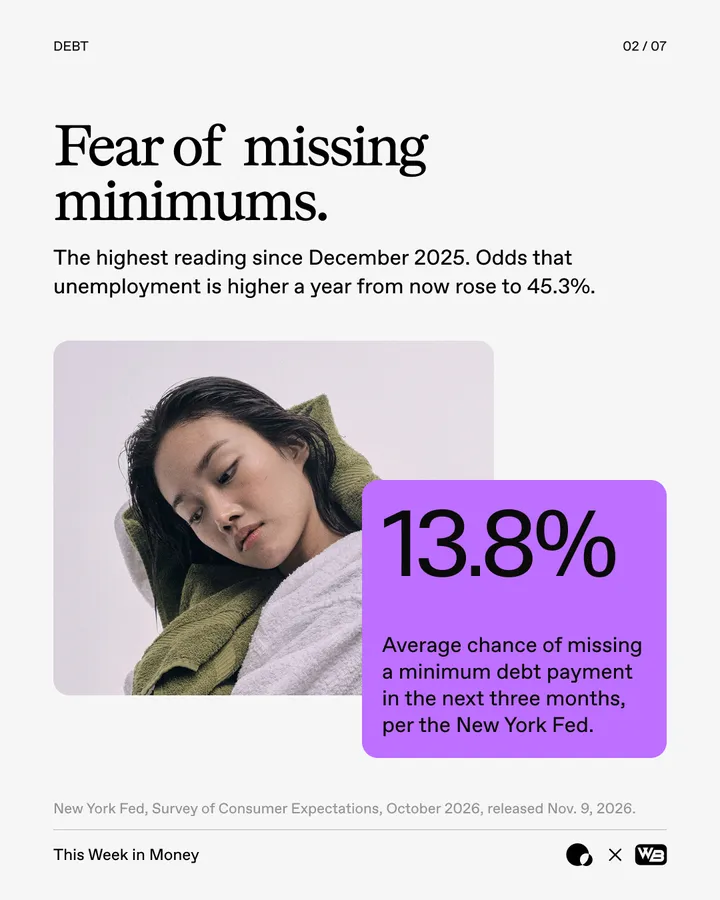 DEBT
02 / 07
Fear of missing
minimums.
The highest reading since December 2025. Odds that
unemployment is higher a year from now rose to 45.3%.
13.8%
Average chance of missing
a minimum debt payment
in the next three months,
per the New York Fed.
New York Fed, Survey of Consumer Expectations, October 2026, released Nov. 9, 2026.
This Week in Money
WB